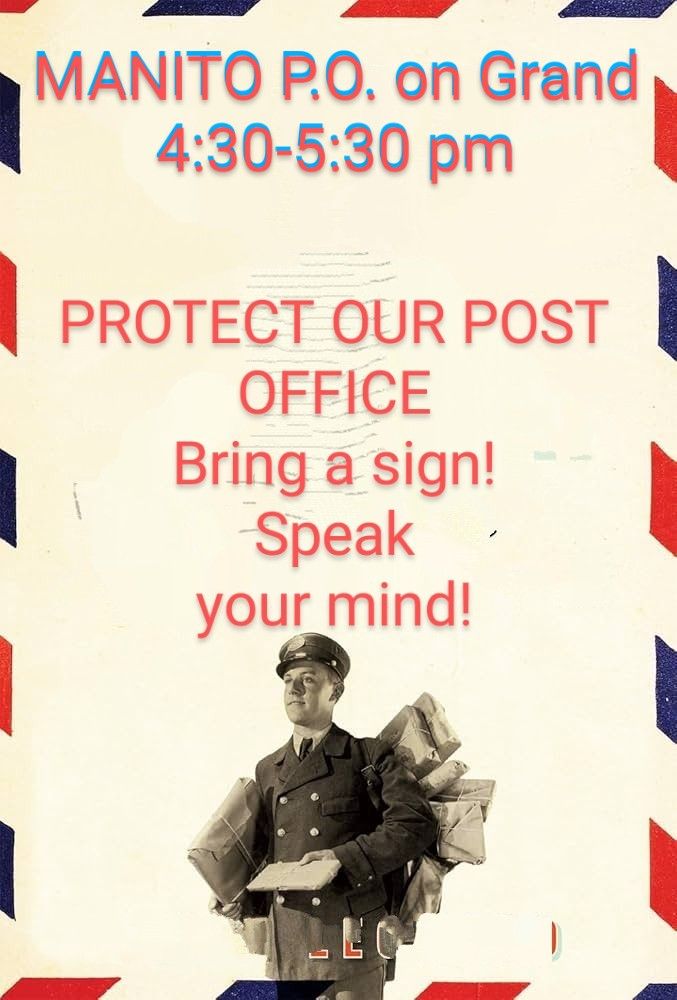 MANITO P.O. on Grand
4:30-5:30 pm
PROTECT OUR POST
OFFICE
Bring a sign!
Speak
your mind!